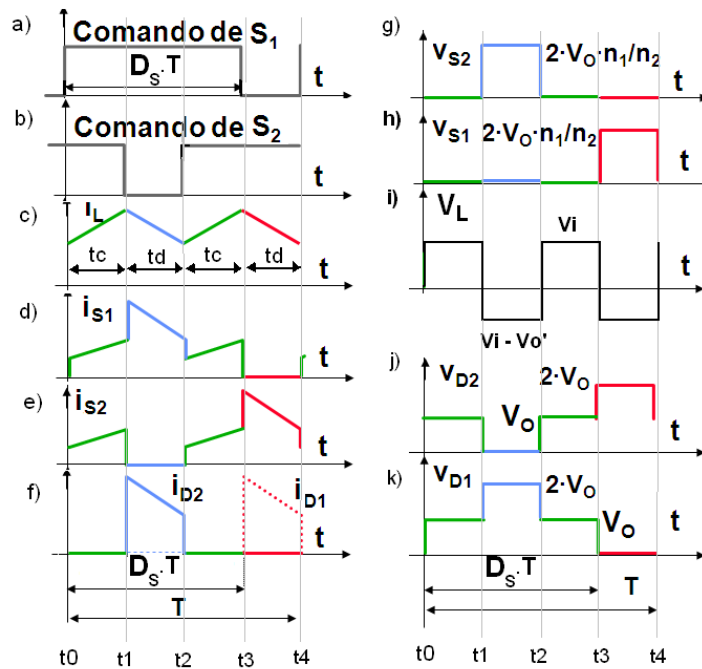 a)
Comando de S1
DS·T
t
b)
Comando de S2
t
c)
iL
tc td tc td
t
d)
iS1
t
e)
iS2
t
f)
iD2
iD1
t
DS·T
T
t0 t1 t2 t3 t4
g)
vS2
2·VO·n1/n2
t
h)
vS1
2·VO·n1/n2
t
i)
VL
Vi
t
Vi - Vo'
j)
vD2
2·VO
VO
t
k)
vD1
2·VO
VO
t
DS·T
T
t0 t1 t2 t3 t4